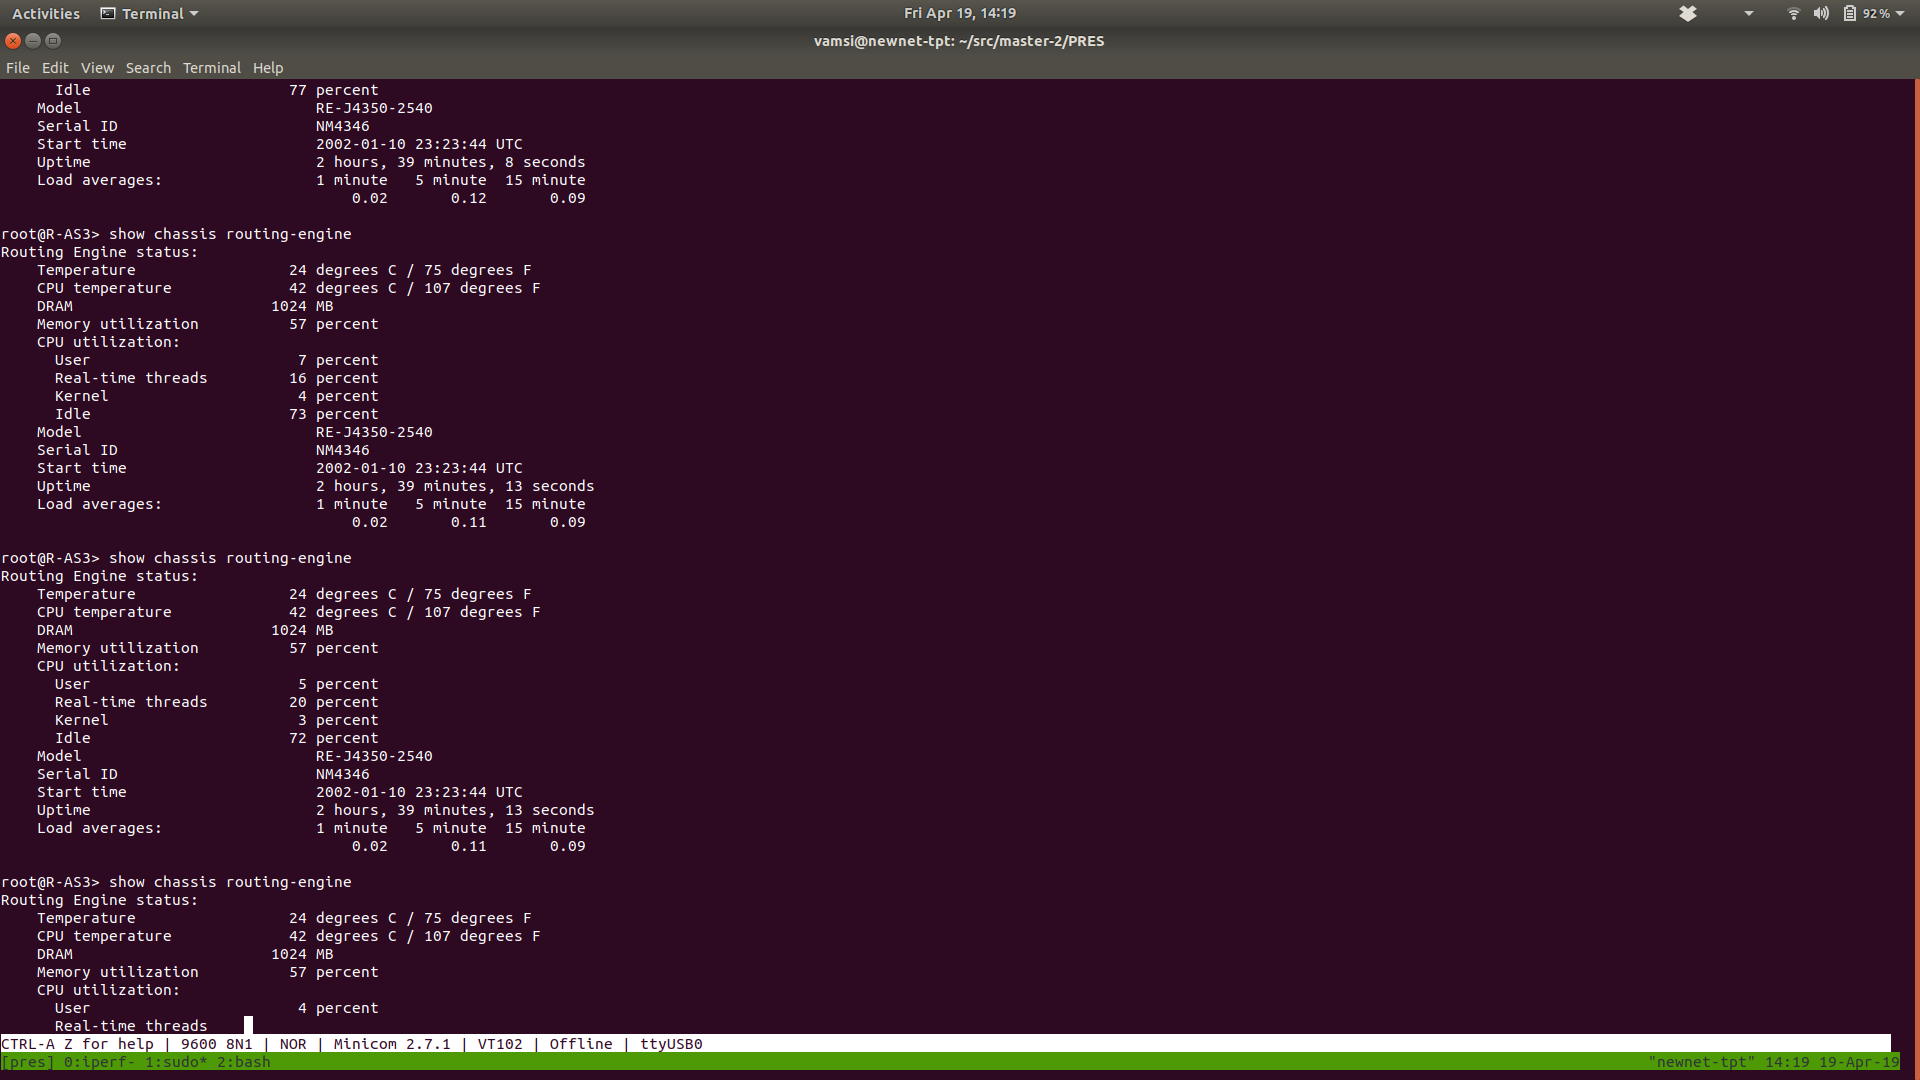 Activities Terminal Fri Apr 19, 14:19 92 %
vamsi@newnet-tpt: ~/src/master-2/PRES
File Edit View Search Terminal Help
      Idle                      77 percent
    Model                          RE-J4350-2540
    Serial ID                      NM4346
    Start time                     2002-01-10 23:23:44 UTC
    Uptime                         2 hours, 39 minutes, 8 seconds
    Load averages:                 1 minute   5 minute  15 minute
                                       0.02       0.12       0.09
root@R-AS3> show chassis routing-engine
Routing Engine status:
    Temperature                 24 degrees C / 75 degrees F
    CPU temperature             42 degrees C / 107 degrees F
    DRAM                      1024 MB
    Memory utilization          57 percent
    CPU utilization:
      User                       7 percent
      Real-time threads         16 percent
      Kernel                     4 percent
      Idle                      73 percent
    Model                          RE-J4350-2540
    Serial ID                      NM4346
    Start time                     2002-01-10 23:23:44 UTC
    Uptime                         2 hours, 39 minutes, 13 seconds
    Load averages:                 1 minute   5 minute  15 minute
                                       0.02       0.11       0.09
root@R-AS3> show chassis routing-engine
Routing Engine status:
    Temperature                 24 degrees C / 75 degrees F
    CPU temperature             42 degrees C / 107 degrees F
    DRAM                      1024 MB
    Memory utilization          57 percent
    CPU utilization:
      User                       5 percent
      Real-time threads         20 percent
      Kernel                     3 percent
      Idle                      72 percent
    Model                          RE-J4350-2540
    Serial ID                      NM4346
    Start time                     2002-01-10 23:23:44 UTC
    Uptime                         2 hours, 39 minutes, 13 seconds
    Load averages:                 1 minute   5 minute  15 minute
                                       0.02       0.11       0.09
root@R-AS3> show chassis routing-engine
Routing Engine status:
    Temperature                 24 degrees C / 75 degrees F
    CPU temperature             42 degrees C / 107 degrees F
    DRAM                      1024 MB
    Memory utilization          57 percent
    CPU utilization:
      User                       4 percent
      Real-time threads
CTRL-A Z for help | 9600 8N1 | NOR | Minicom 2.7.1 | VT102 | Offline | ttyUSB0
[pres] 0:iperf- 1:sudo* 2:bash "newnet-tpt" 14:19 19-Apr-19